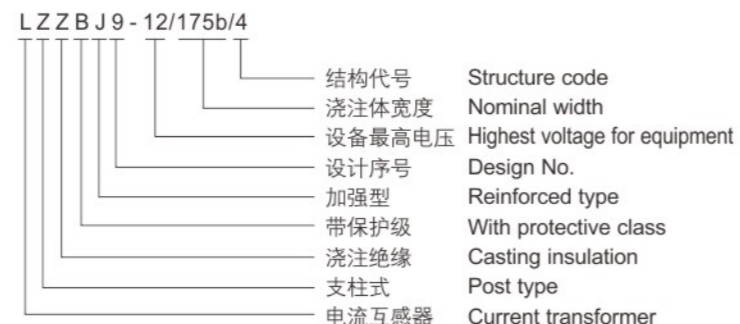 LZZBJ9-12/175b/4
结构代号 Structure code
浇注体宽度 Nominal width
设备最高电压 Highest voltage for equipment
设计序号 Design No.
加强型 Reinforced type
带保护级 With protective class
浇注绝缘 Casting insulation
支柱式 Post type
电流互感器 Current transformer